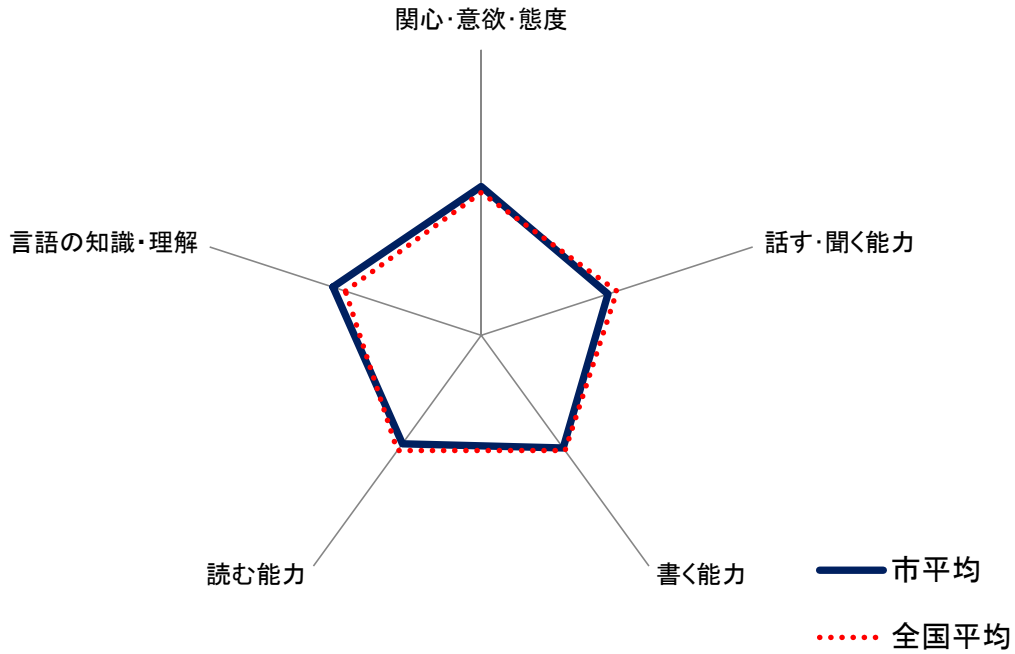 関心･意欲･態度
言語の知識・理解
話す･聞く能力
読む能力
書く能力
市平均
全国平均